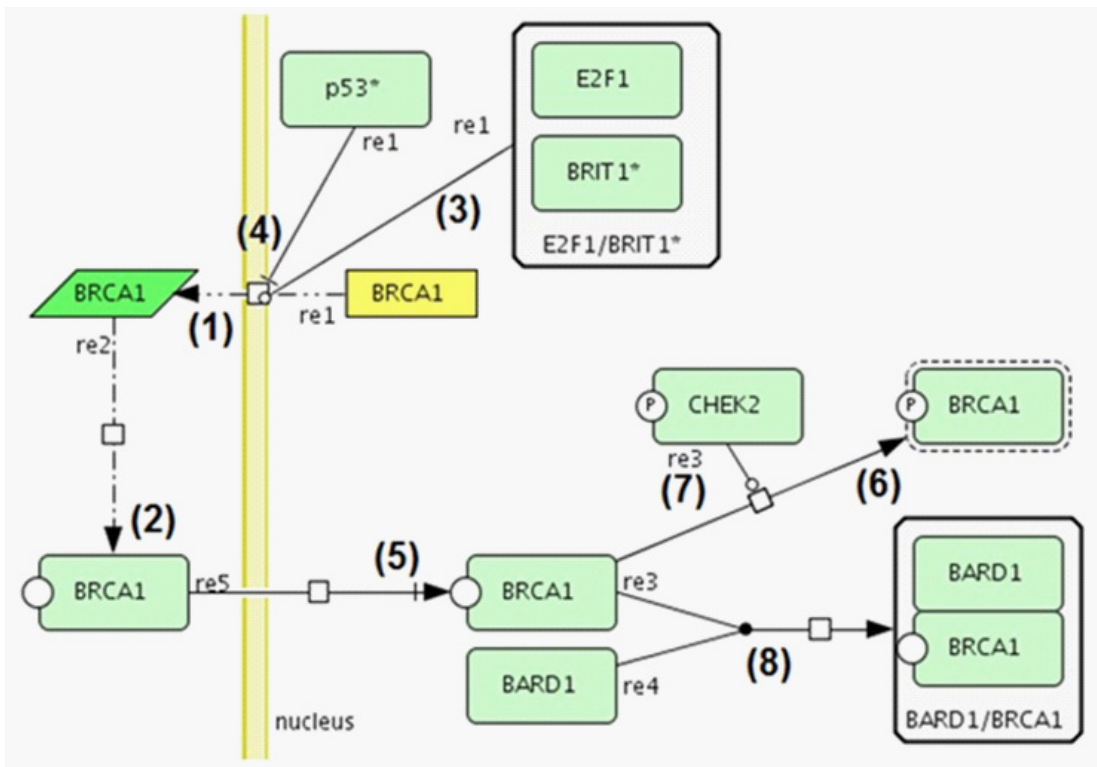 p53*
re1
re1
E2F1
BRIT1*
E2F1/BRIT1*
(3)
(4)
BRCA1
(1)
re1
BRCA1
re2
(2)
BRCA1
re5
(5)
nucleus
CHEK2
P
re3
(7)
(6)
P
BRCA1
BRCA1
re3
BARD1
re4
(8)
BARD1
BRCA1
BARD1/BRCA1